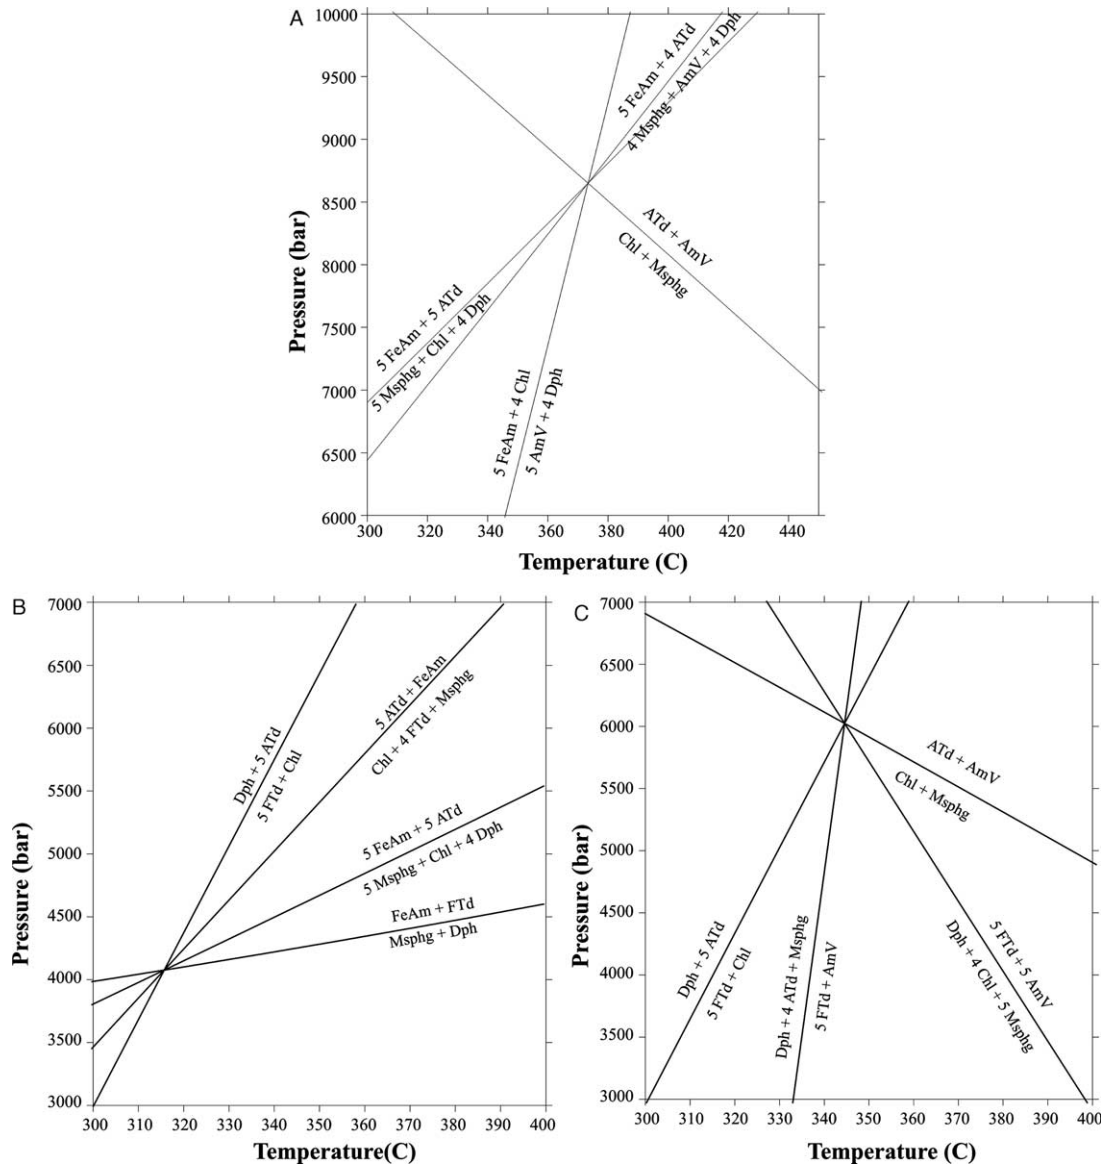 A
10000
9500
9000
8500
8000
7500
7000
6500
6000
Pressure (bar)
300
320
340
360
380
400
420
440
Temperature (C)
5 FeAm + 4 ATd
4 Msphg + AmV + 4 Dph
ATd + AmV
Chl + Msphg
5 FeAm + 5 ATd
5 Msphg + Chl + 4 Dph
5 FeAm + 4 Chl
5 AmV + 4 Dph
B
7000
6500
6000
5500
5000
4500
4000
3500
3000
Pressure (bar)
300
310
320
330
340
350
360
370
380
390
400
Temperature(C)
Dph + 5 ATd
5 FTd + Chl
5 ATd + FeAm
Chl + 4 FTd + Msphg
5 FeAm + 5 ATd
5 Msphg + Chl + 4 Dph
FeAm + FTd
Msphg + Dph
C
7000
6500
6000
5500
5000
4500
4000
3500
3000
Pressure (bar)
300
310
320
330
340
350
360
370
380
390
400
Temperature (C)
ATd + AmV
Chl + Msphg
Dph + 5 ATd
5 FTd + Chl
Dph + 4 ATd + Msphg
5 FTd + AmV
5 FTd + 5 AmV
Dph + 4 Chl + 5 Msphg